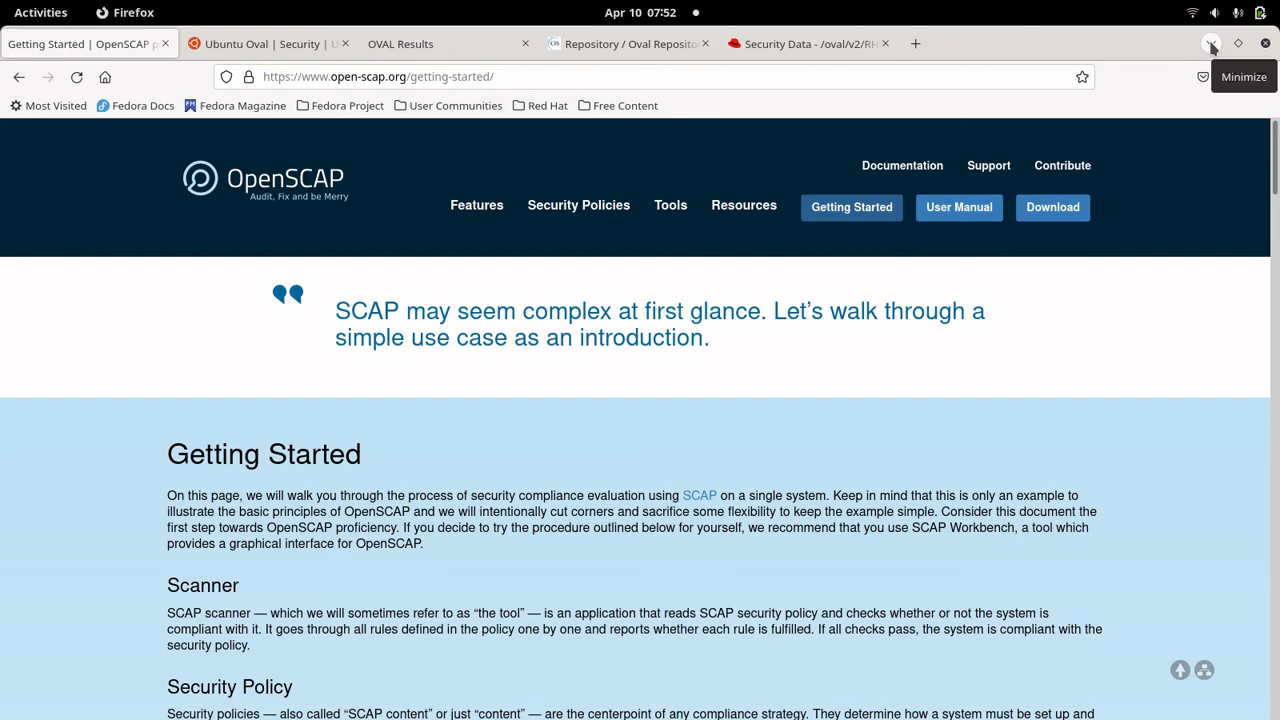 Activities Firefox Apr 10 07:52
Getting Started | OpenSCAP p Ubuntu Oval | Security | U OVAL Results CIS Repository / Oval Reposito Security Data - /oval/v2/RH
https://www.open-scap.org/getting-started/ Minimize
Most Visited Fedora Docs Fedora Magazine Fedora Project User Communities Red Hat Free Content
Documentation Support Contribute
OpenSCAP
Audit, Fix and be Merry
Features Security Policies Tools Resources Getting Started User Manual Download
SCAP may seem complex at first glance. Let’s walk through a
simple use case as an introduction.
Getting Started
On this page, we will walk you through the process of security compliance evaluation using SCAP on a single system. Keep in mind that this is only an example to
illustrate the basic principles of OpenSCAP and we will intentionally cut corners and sacrifice some flexibility to keep the example simple. Consider this document the
first step towards OpenSCAP proficiency. If you decide to try the procedure outlined below for yourself, we recommend that you use SCAP Workbench, a tool which
provides a graphical interface for OpenSCAP.
Scanner
SCAP scanner — which we will sometimes refer to as “the tool” — is an application that reads SCAP security policy and checks whether or not the system is
compliant with it. It goes through all rules defined in the policy one by one and reports whether each rule is fulfilled. If all checks pass, the system is compliant with the
security policy.
Security Policy
Security policies — also called “SCAP content” or just “content” — are the centerpoint of any compliance strategy. They determine how a system must be set up and